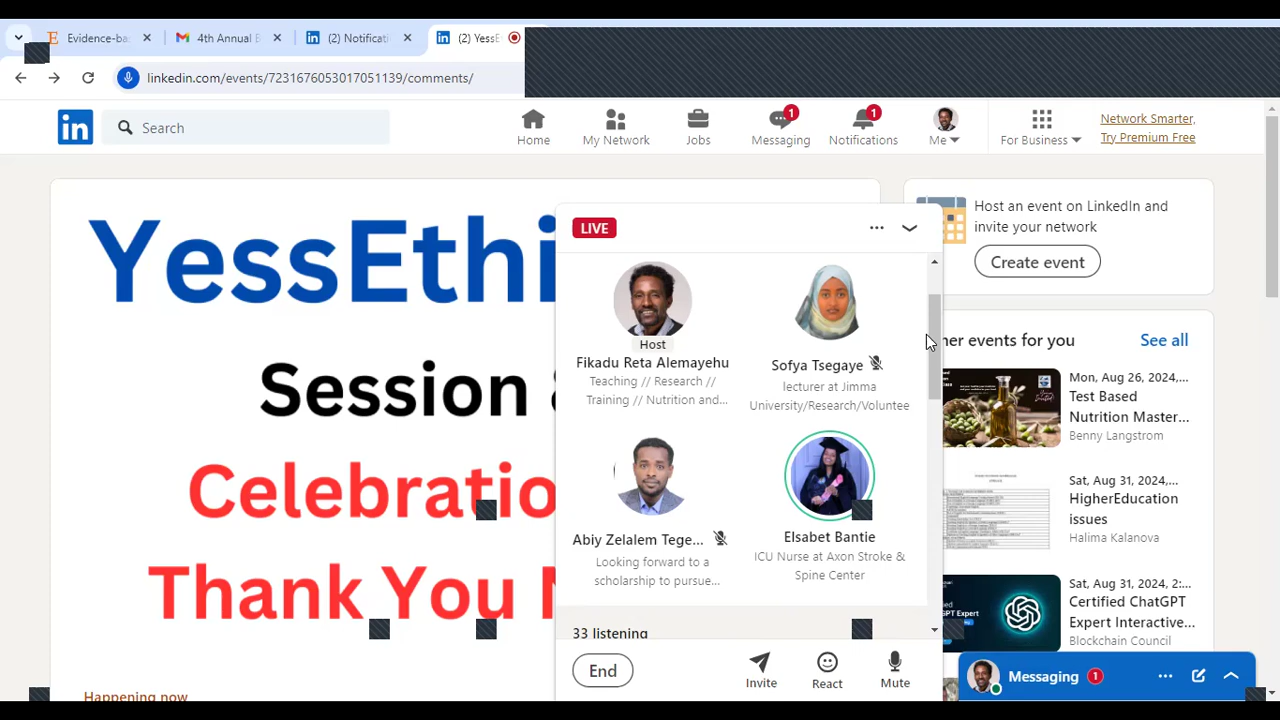 Evidence-ba
4th Annual B
(2) Notificati
(2) YessE
linkedin.com/events/7231676053017051139/comments/
Search
Home
My Network
Jobs
1
Messaging
1
Notifications
Me
For Business
Network Smarter,
Try Premium Free
YessEthi
Session
Celebratio
Thank You
Happening now
LIVE
Host
Fikadu Reta Alemayehu
Teaching // Research //
Training // Nutrition and...
Sofya Tsegaye
lecturer at Jimma
University/Research/Voluntee
Abiy Zelalem Tege...
Looking forward to a
scholarship to pursue...
Elsabet Bantie
ICU Nurse at Axon Stroke &
Spine Center
33 listening
End
Invite
React
Mute
Host an event on LinkedIn and
invite your network
Create event
her events for you
See all
Mon, Aug 26, 2024,...
Test Based
Nutrition Master...
Benny Langstrom
Sat, Aug 31, 2024,...
HigherEducation
issues
Halima Kalanova
Sat, Aug 31, 2024, 2:...
Certified ChatGPT
Expert Interactive...
Blockchain Council
Messaging 1